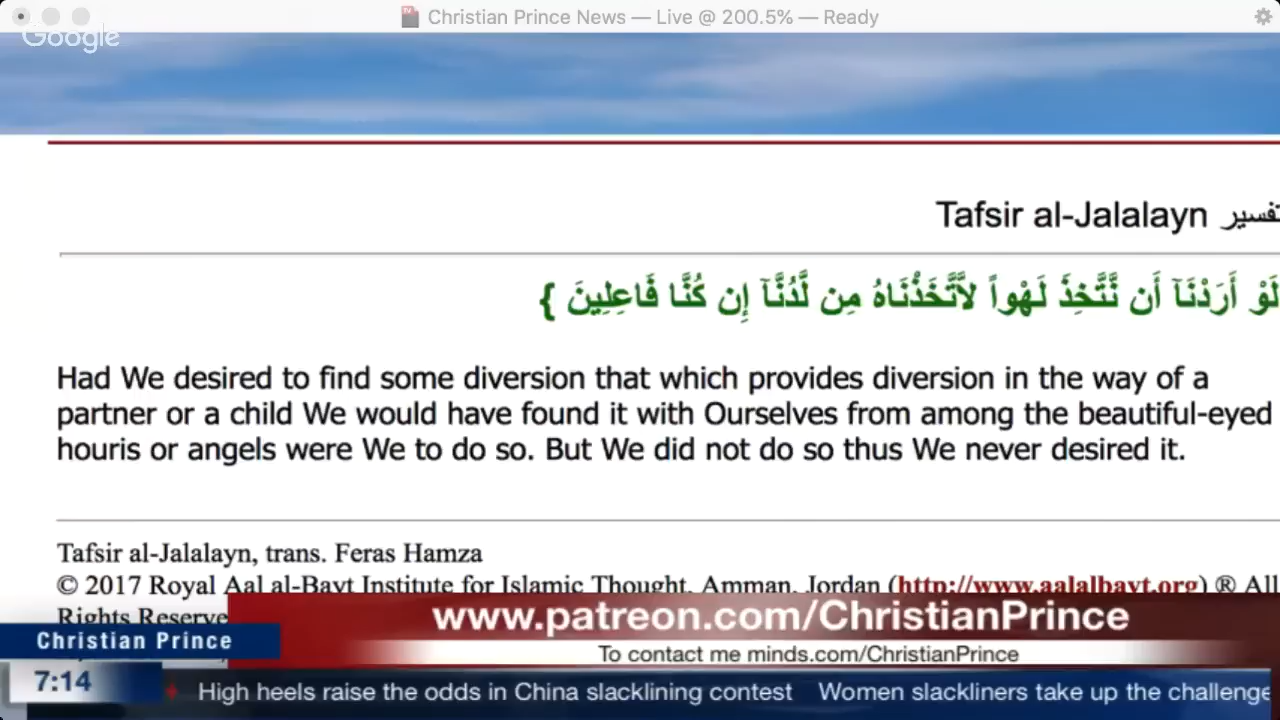 Christian Prince News — Live @ 200.5% — Ready
Google
Tafsir al-Jalalayn
لَوْ أَرَدْنَآ أَن نَّتَّخِذَ لَهْواً لاَّتَّخَذْنَاهُ مِن لَّدُنَّآ إِن كُنَّا فَاعِلِينَ }
Had We desired to find some diversion that which provides diversion in the way of a
partner or a child We would have found it with Ourselves from among the beautiful-eyed
houris or angels were We to do so. But We did not do so thus We never desired it.
Tafsir al-Jalalayn, trans. Feras Hamza
© 2017 Royal Aal al-Bayt Institute for Islamic Thought, Amman, Jordan (http://www.aalalbayt.org) ® All
Rights Reserve
www.patreon.com/ChristianPrince
Christian Prince
To contact me minds.com/ChristianPrince
7:14
High heels raise the odds in China slacklining contest Women slackliners take up the challenge